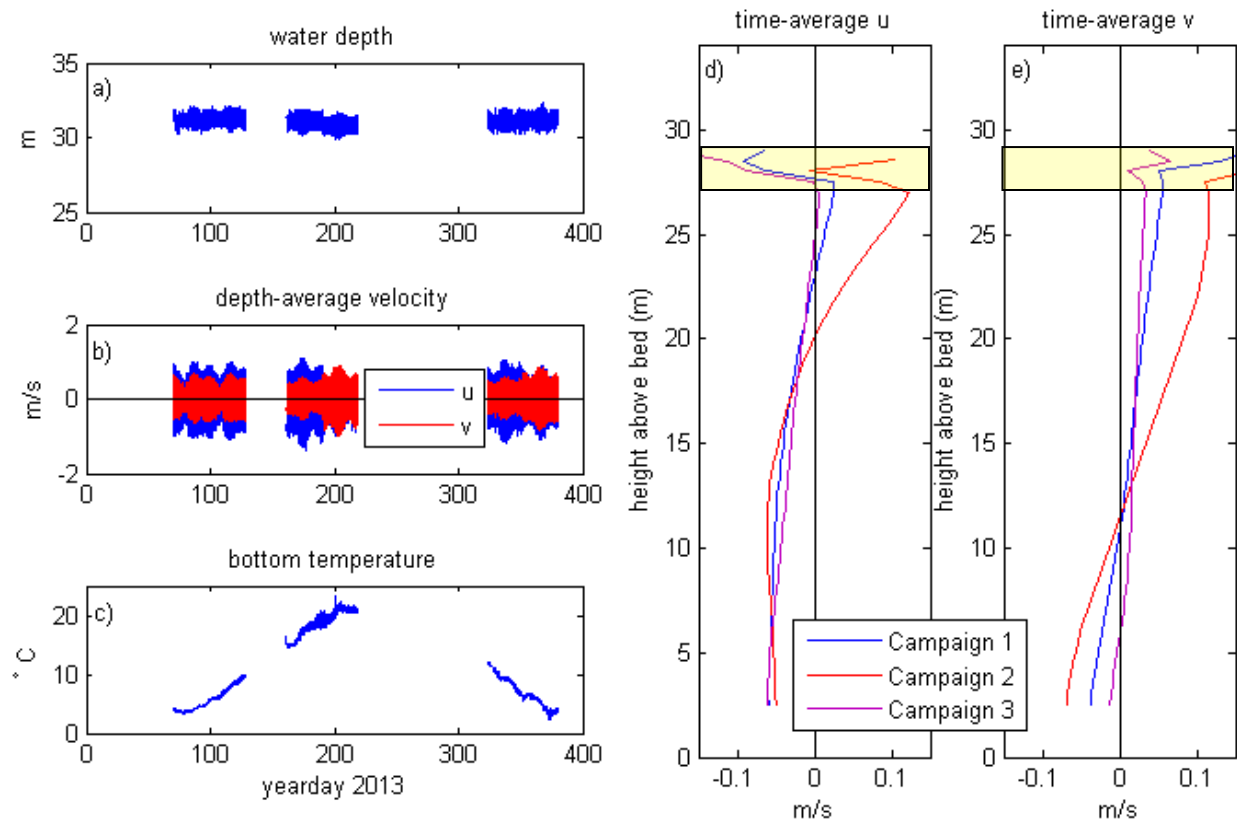 water depth
a)
35
30
25
m
0 100 200 300 400
depth-average velocity
b)
2
0
-2
m/s
u
v
0 100 200 300 400
bottom temperature
c)
20
10
0
° C
0 100 200 300 400
yearday 2013
time-average u
d)
30
25
20
15
10
5
0
height above bed (m)
-0.1 0 0.1
m/s
time-average v
e)
30
25
20
15
10
5
0
height above bed (m)
Campaign 1
Campaign 2
Campaign 3
-0.1 0 0.1
m/s